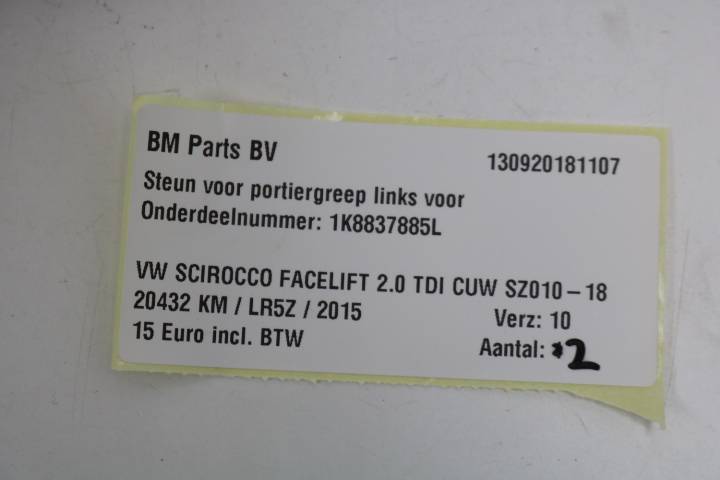 BM Parts BV
130920181107
Steun voor portiergreep links voor
Onderdeelnummer: 1K8837885L
VW SCIROCCO FACELIFT 2.0 TDI CUW SZ010-18
20432 KM / LR5Z / 2015
Verz: 10
15 Euro incl. BTW
Aantal: 2